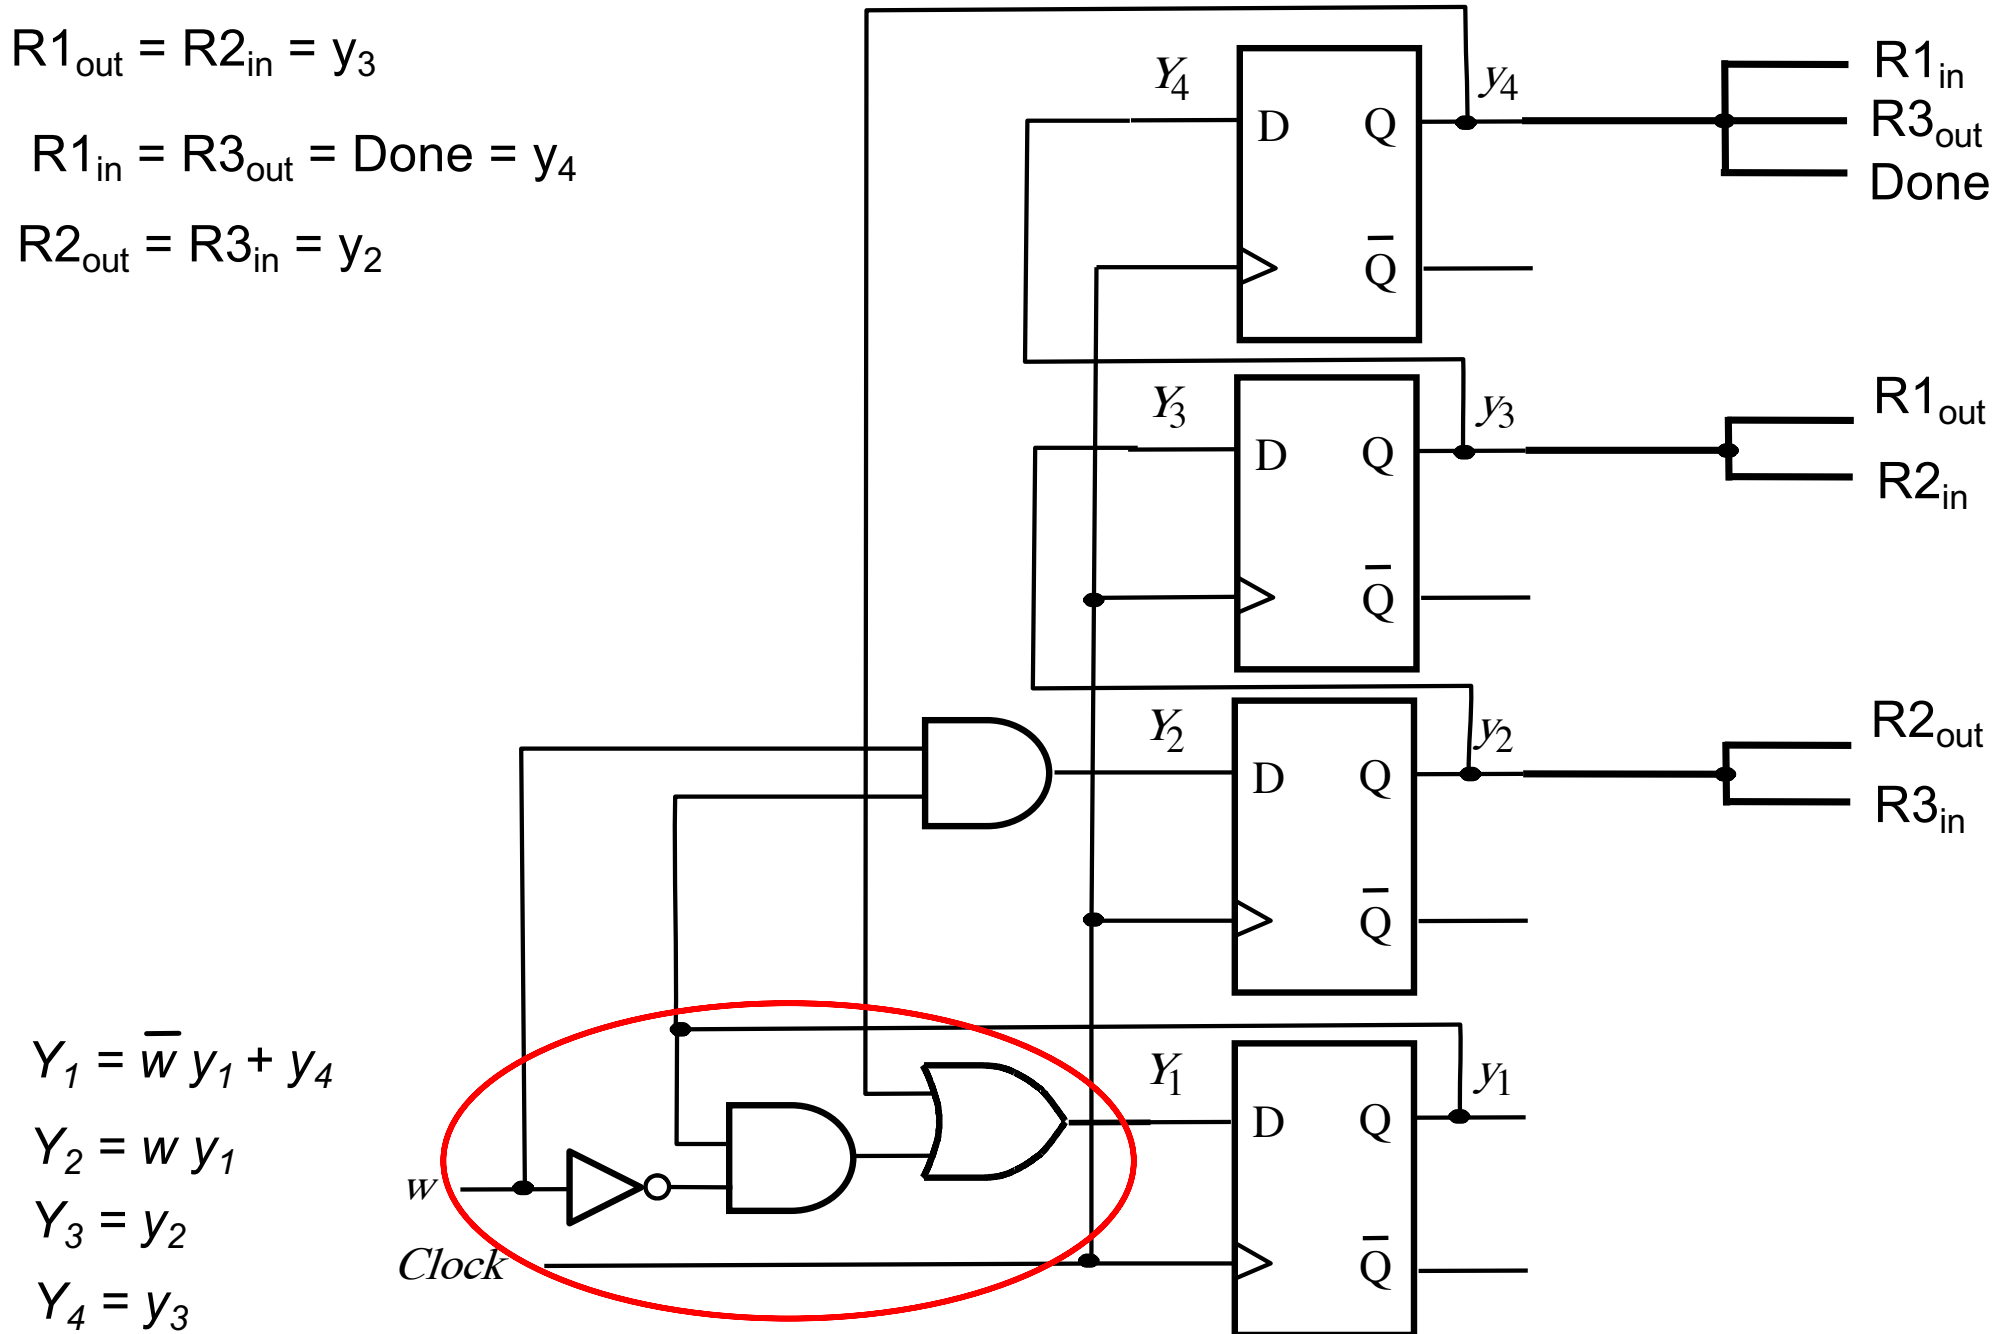 R1out = R2in = y3
R1in = R3out = Done = y4
R2out = R3in = y2
Y4
y4
D
Q
Q̅
R1in
R3out
Done
Y3
y3
D
Q
Q̅
R1out
R2in
Y2
y2
D
Q
Q̅
R2out
R3in
Y1
y1
D
Q
Q̅
w
Clock
Y1 = w̅ y1 + y4
Y2 = w y1
Y3 = y2
Y4 = y3